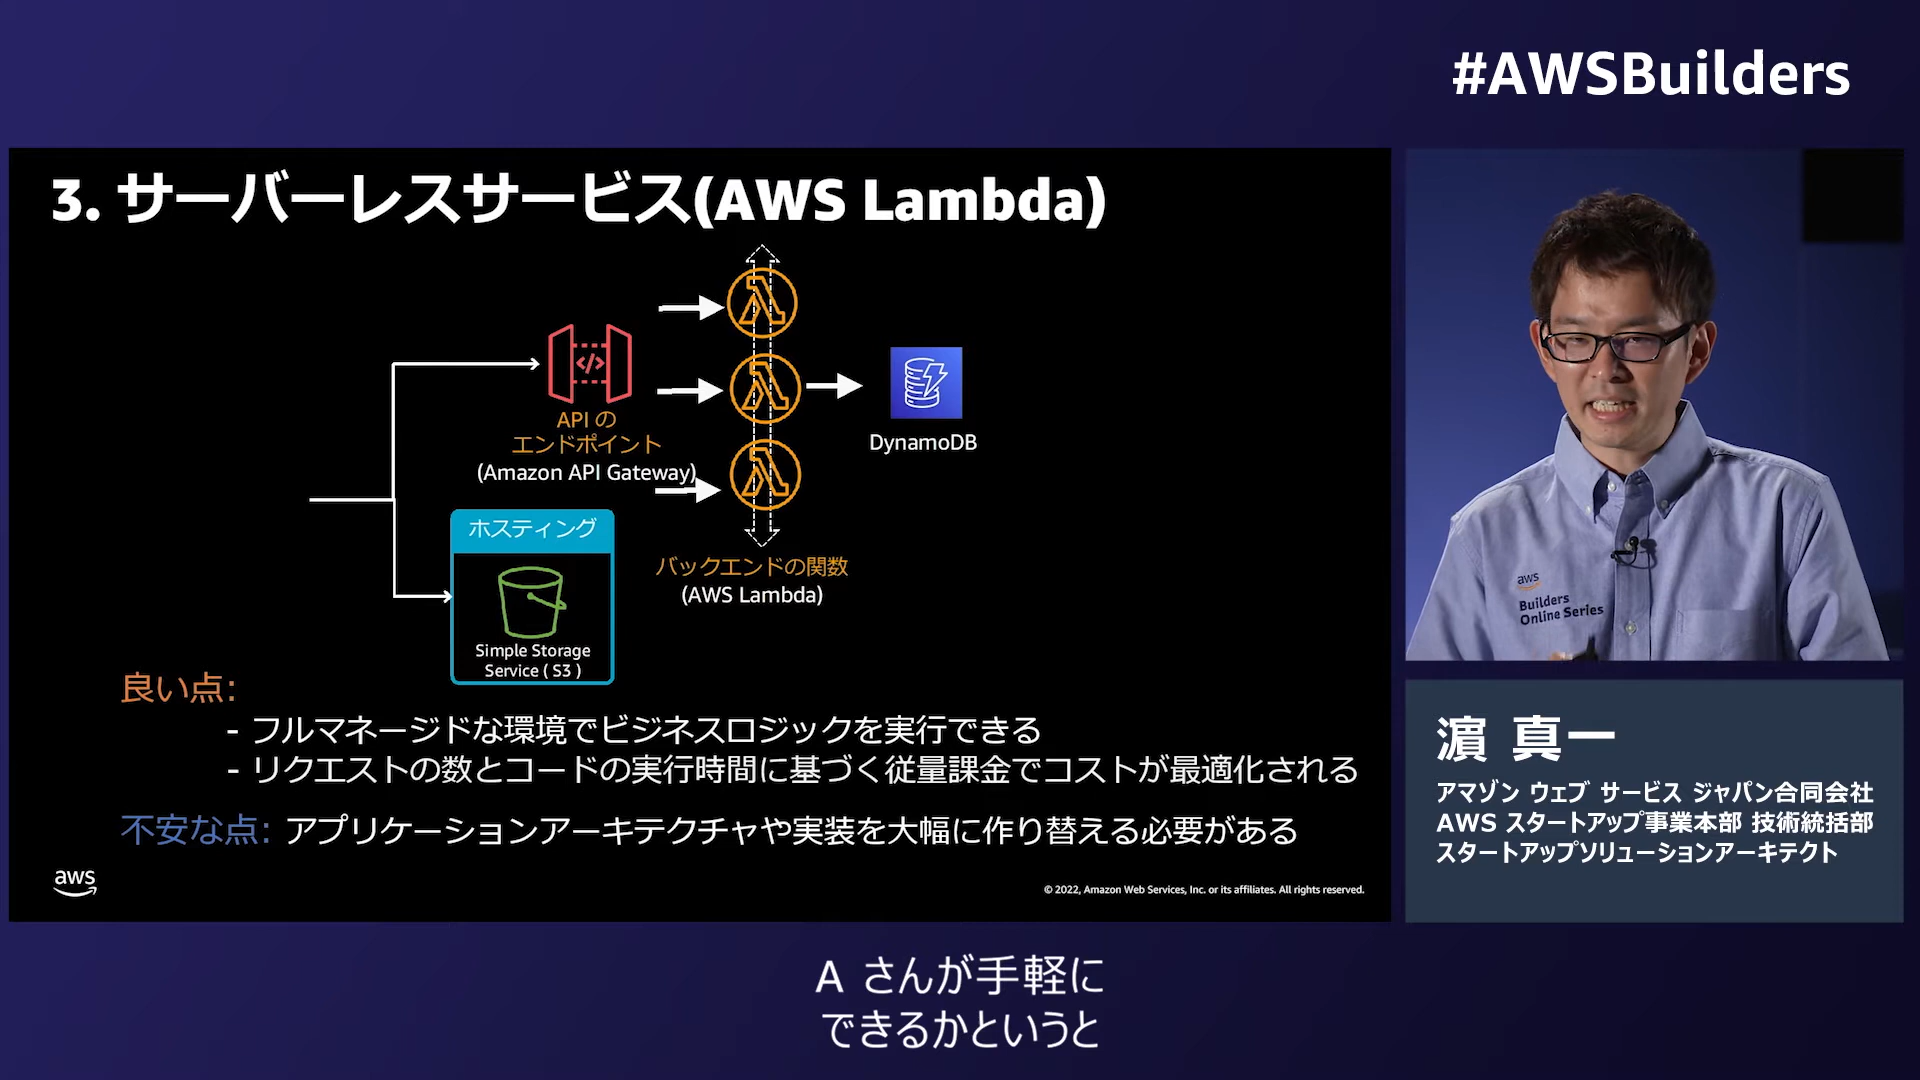 #AWSBuilders
3. サーバーレスサービス(AWS Lambda)
</>
API の
エンドポイント
(Amazon API Gateway)
DynamoDB
ホスティング
Simple Storage
Service ( S3 )
バックエンドの関数
(AWS Lambda)
良い点:
- フルマネージドな環境でビジネスロジックを実行できる
- リクエストの数とコードの実行時間に基づく従量課金でコストが最適化される
不安な点: アプリケーションアーキテクチャや実装を大幅に作り替える必要がある
aws
© 2022, Amazon Web Services, Inc. or its affiliates. All rights reserved.
aws
Builders
Online Series
濵 真一
アマゾン ウェブ サービス ジャパン合同会社
AWS スタートアップ事業本部 技術統括部
スタートアップソリューションアーキテクト
A さんが手軽に
できるかというと